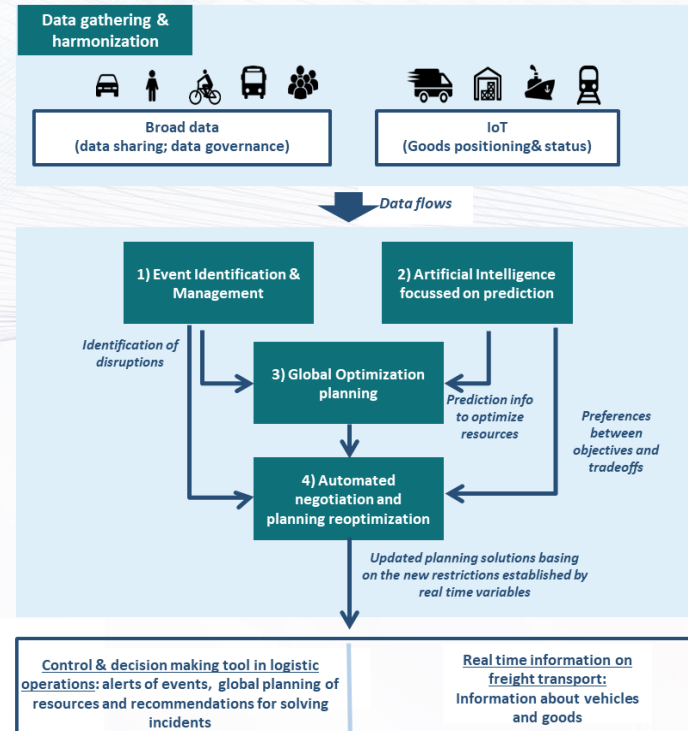 Data gathering &
harmonization
Broad data
(data sharing; data governance)
IoT
(Goods positioning& status)
Data flows
1) Event Identification &
Management
2) Artificial Intelligence
focussed on prediction
Identification of
disruptions
3) Global Optimization
planning
Prediction info
to optimize
resources
Preferences
between
objectives and
tradeoffs
4) Automated
negotiation and
planning reoptimization
Updated planning solutions basing
on the new restrictions established by
real time variables
Control & decision making tool in logistic
operations: alerts of events, global planning of
resources and recommendations for solving
incidents
Real time information on
freight transport:
Information about vehicles
and goods